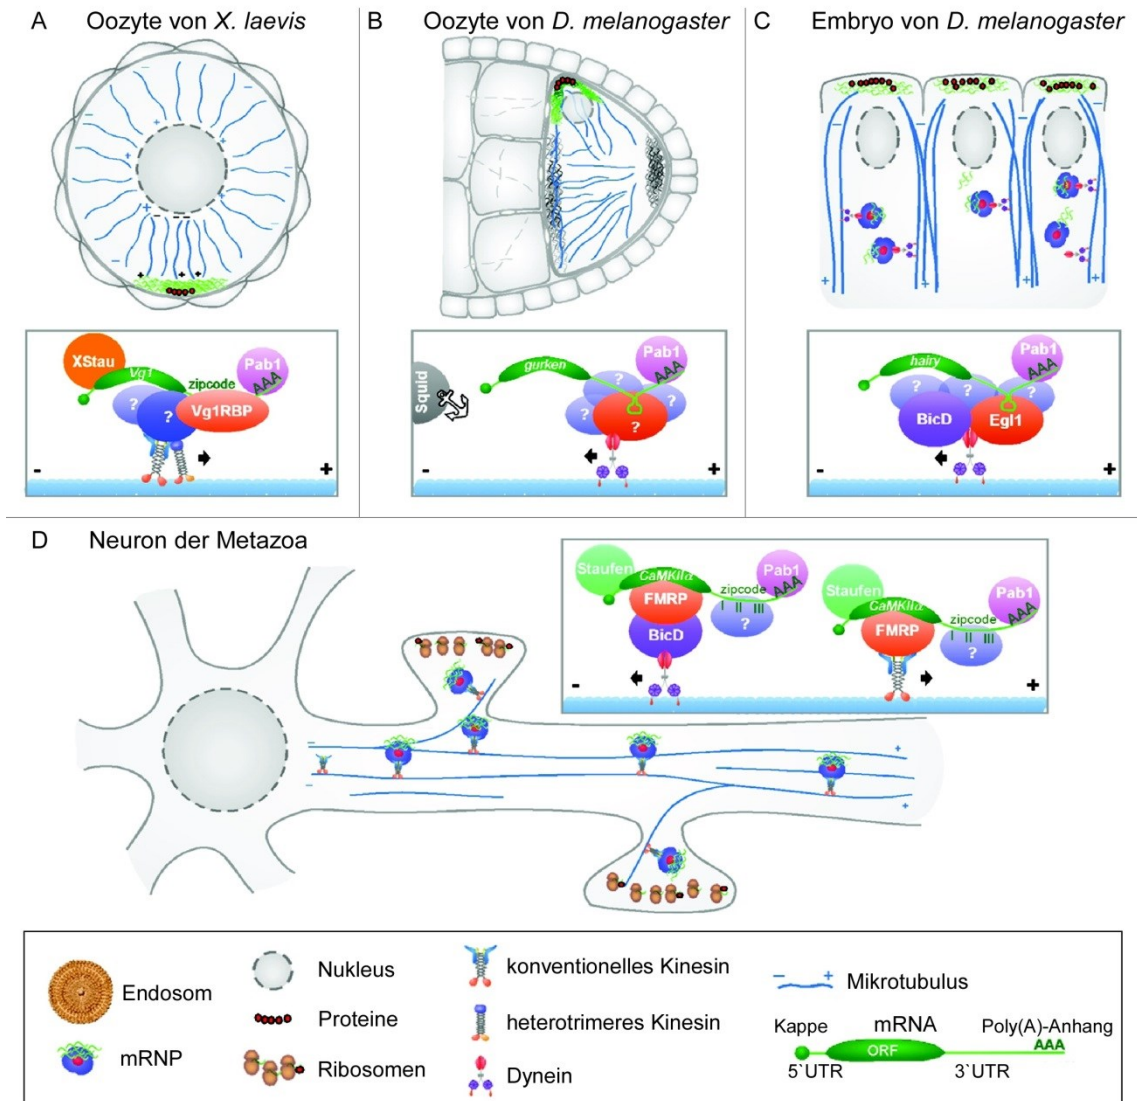 A Oozyte von X. laevis
B Oozyte von D. melanogaster
C Embryo von D. melanogaster
XStau
Vg1
zipcode
Pab1
AAA
?
?
Vg1RBP
-
+
Squid
gurken
Pab1
AAA
?
?
?
?
-
+
hairy
Pab1
AAA
?
?
?
BicD
Egl1
-
+
D Neuron der Metazoa
Staufen
CaMKIIα
zipcode
Pab1
AAA
FMRP
I II III
?
BicD
Staufen
CaMKIIα
zipcode
Pab1
AAA
FMRP
I II III
?
-
+
Endosom
mRNP
Nukleus
Proteine
Ribosomen
konventionelles Kinesin
heterotrimeres Kinesin
Dynein
− + Mikrotubulus
Kappe mRNA Poly(A)-Anhang
ORF AAA
5`UTR 3`UTR